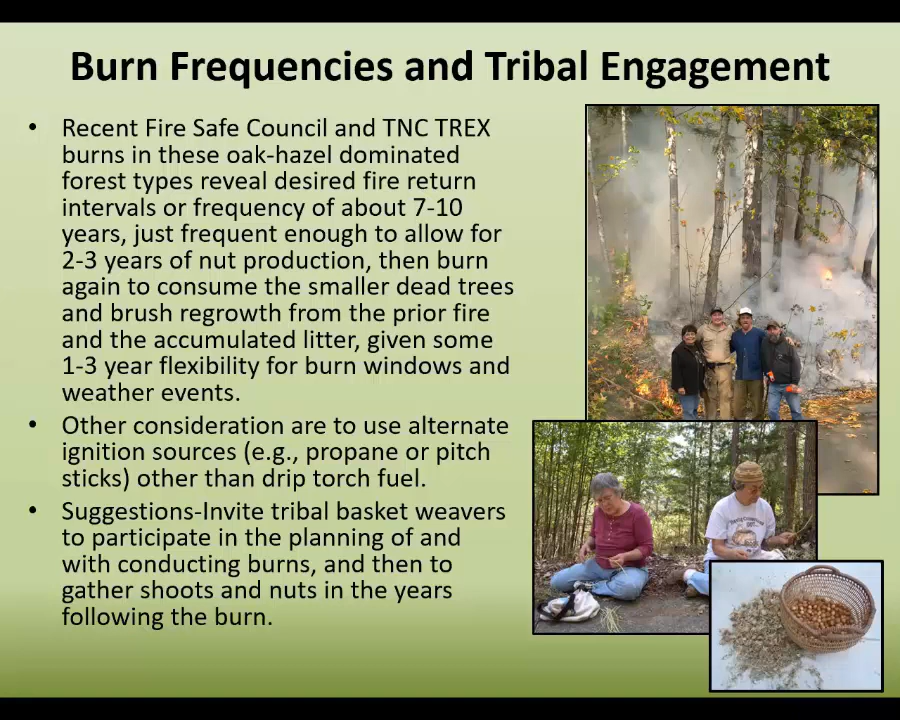 Burn Frequencies and Tribal Engagement
• Recent Fire Safe Council and TNC TREX
burns in these oak-hazel dominated
forest types reveal desired fire return
intervals or frequency of about 7-10
years, just frequent enough to allow for
2-3 years of nut production, then burn
again to consume the smaller dead trees
and brush regrowth from the prior fire
and the accumulated litter, given some
1-3 year flexibility for burn windows and
weather events.
• Other consideration are to use alternate
ignition sources (e.g., propane or pitch
sticks) other than drip torch fuel.
• Suggestions-Invite tribal basket weavers
to participate in the planning of and
with conducting burns, and then to
gather shoots and nuts in the years
following the burn.